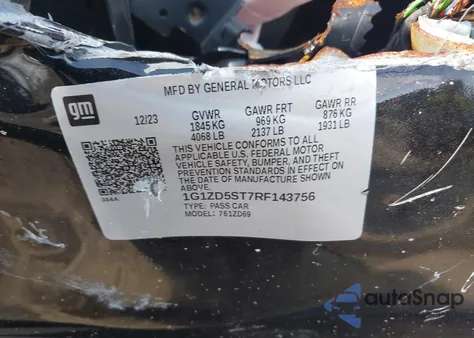 MFD BY GENERAL MOTORS LLC
gm
12/23
GVWR
1845 KG
4068 LB
GAWR FRT
969 KG
2137 LB
GAWR RR
876 KG
1931 LB
THIS VEHICLE CONFORMS TO ALL
APPLICABLE U.S. FEDERAL MOTOR
VEHICLE SAFETY, BUMPER, AND THEFT
PREVENTION STANDARDS IN EFFECT ON
THE DATE OF MANUFACTURE SHOWN
ABOVE.
384A
1G1ZD5ST7RF143756
TYPE: PASS CAR
MODEL: 761ZD69
autoSnap